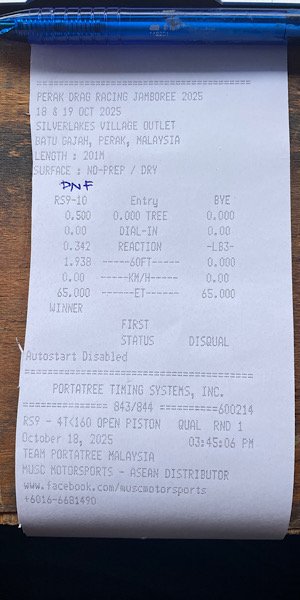 PERAK DRAG RACING JAMBOREE 2025
18 & 19 OCT 2025
SILVERLAKES VILLAGE OUTLET
BATU GAJAH, PERAK, MALAYSIA
LENGTH : 201M
SURFACE : NO-PREP / DRY
DNF
RS9-10 Entry BYE
0.500 0.000 TREE 0.000
0.00 DIAL-IN 0.00
0.342 REACTION -LB3-
1.938 -----60FT----- 0.000
0.00 -----KM/H----- 0.00
65.000 ------ET------ 65.000
WINNER
FIRST
STATUS DISQUAL
Autostart Disabled
PORTATREE TIMING SYSTEMS, INC.
============== 843/844 ==========600214
RS9 - 4TK160 OPEN PISTON QUAL RND 1
October 18, 2025 03:45:06 PM
TEAM PORTATREE MALAYSIA
MUSC MOTORSPORTS - ASEAN DISTRIBUTOR
www.facebook.com/muscmotorsports
+6016-6681490